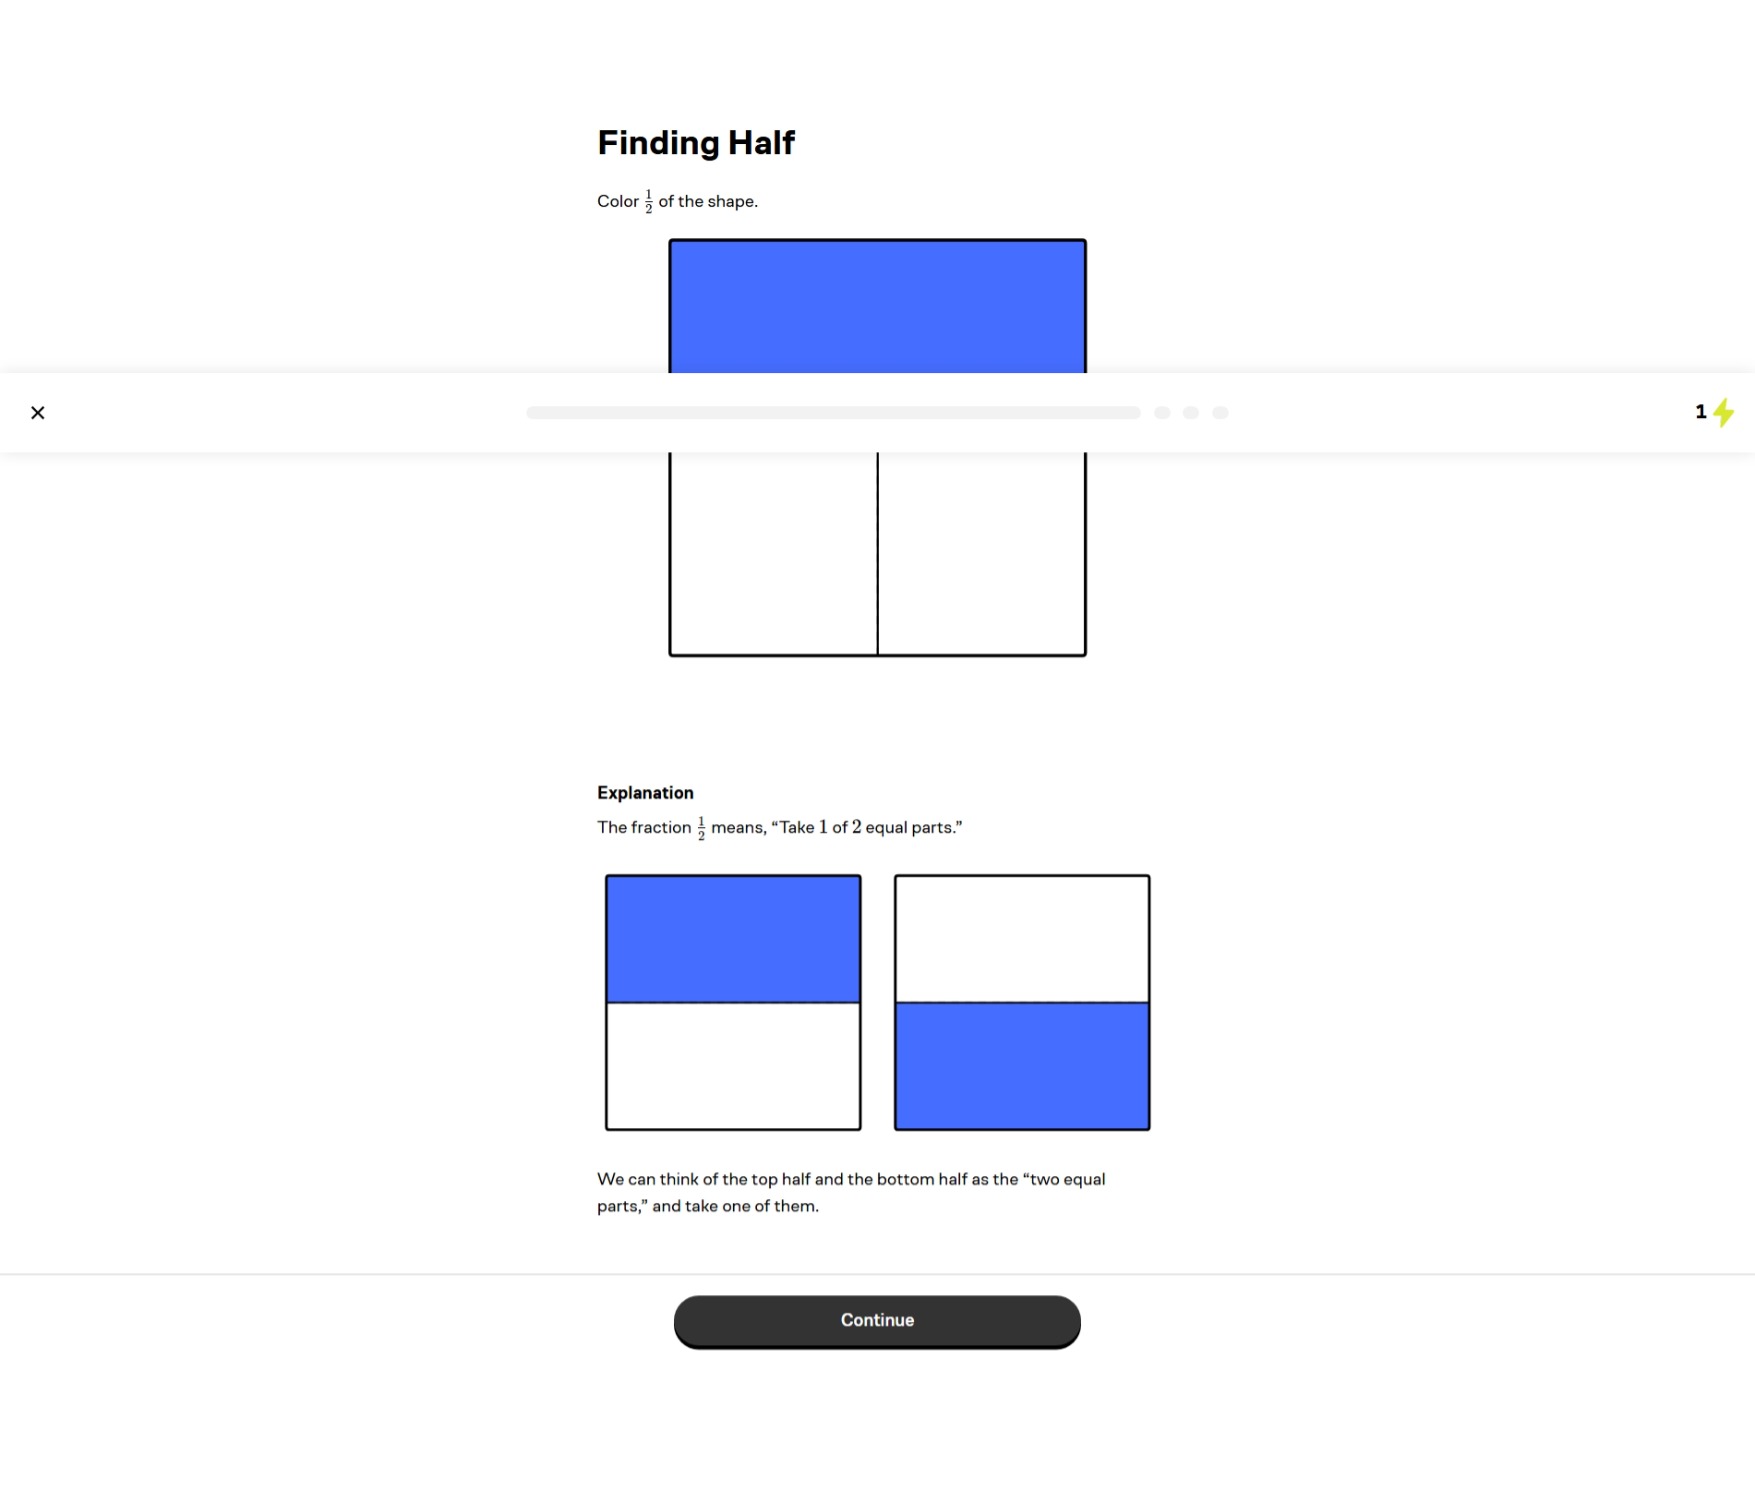 Finding Half
Color 1/2 of the shape.
1
Explanation
The fraction 1/2 means, “Take 1 of 2 equal parts.”
We can think of the top half and the bottom half as the “two equal
parts,” and take one of them.
Continue